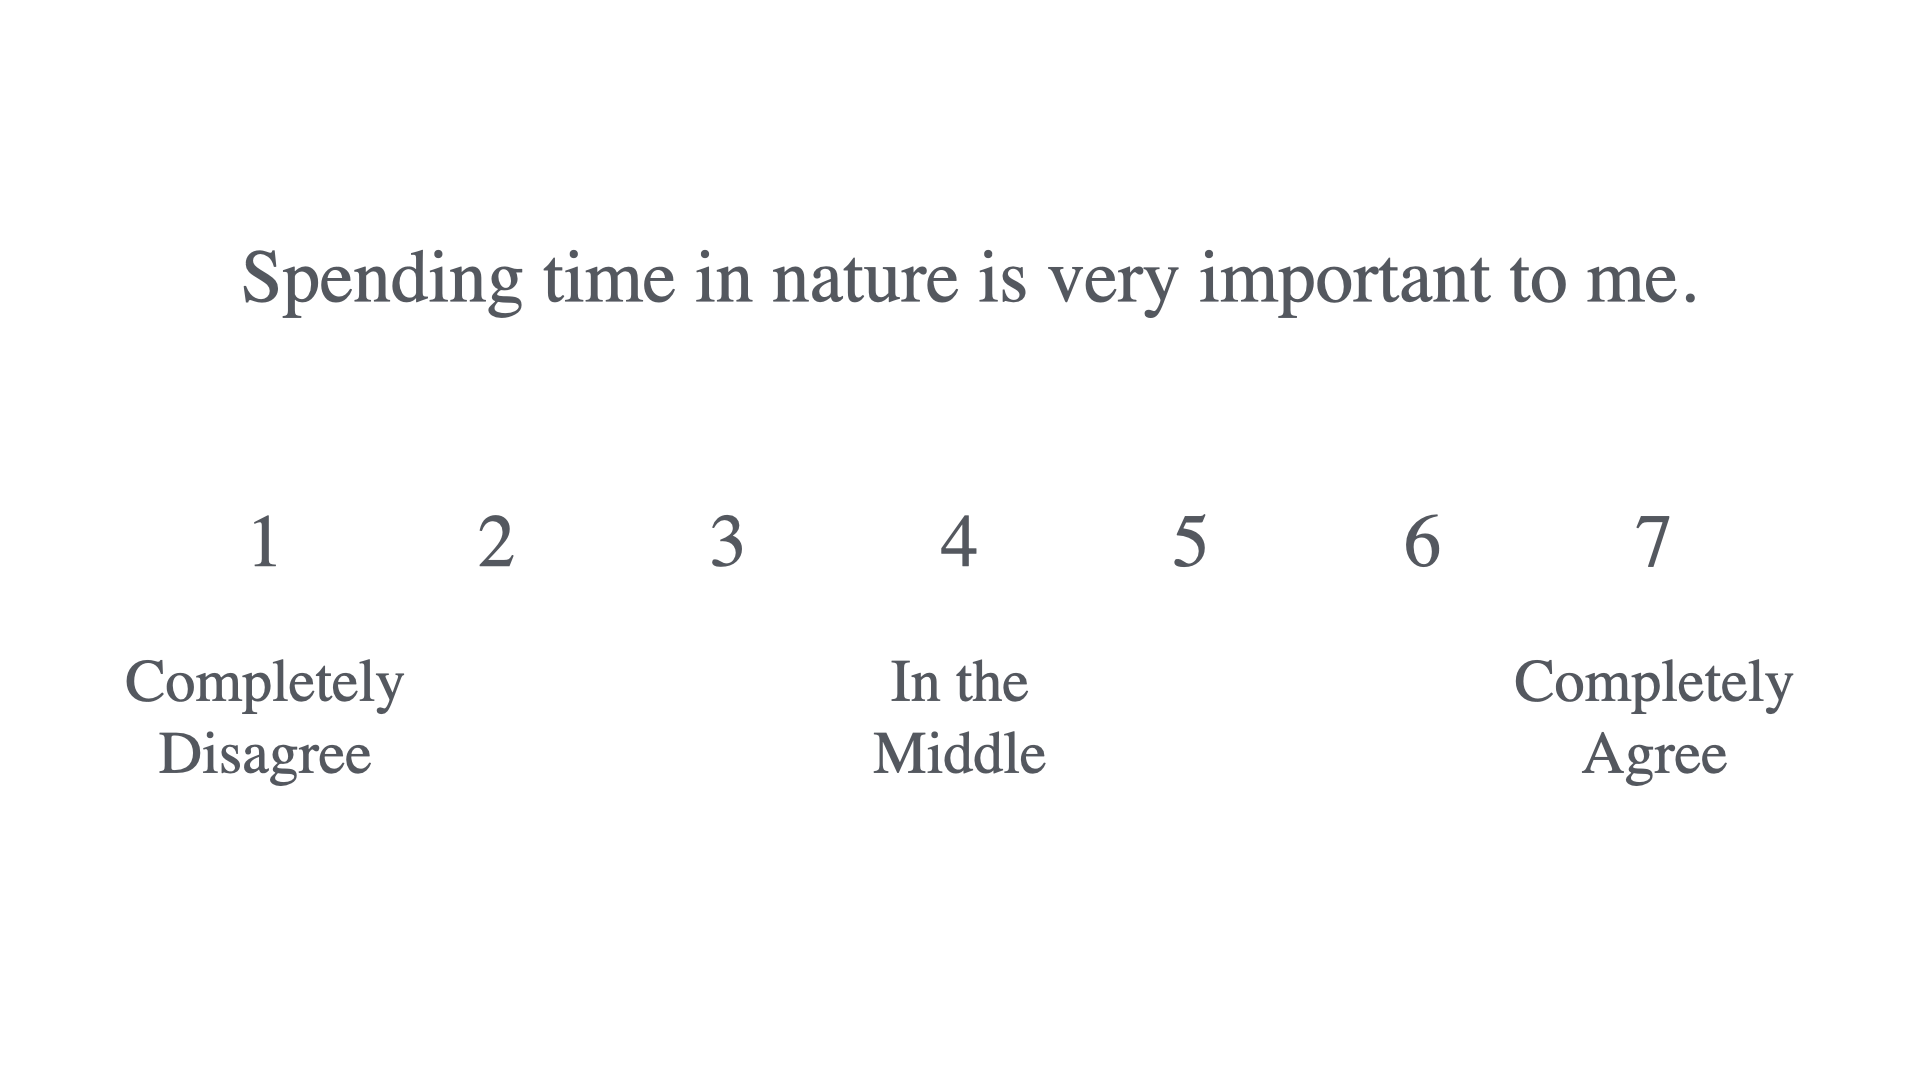 Spending time in nature is very important to me.
1 2 3 4 5 6 7
Completely Disagree
In the Middle
Completely Agree